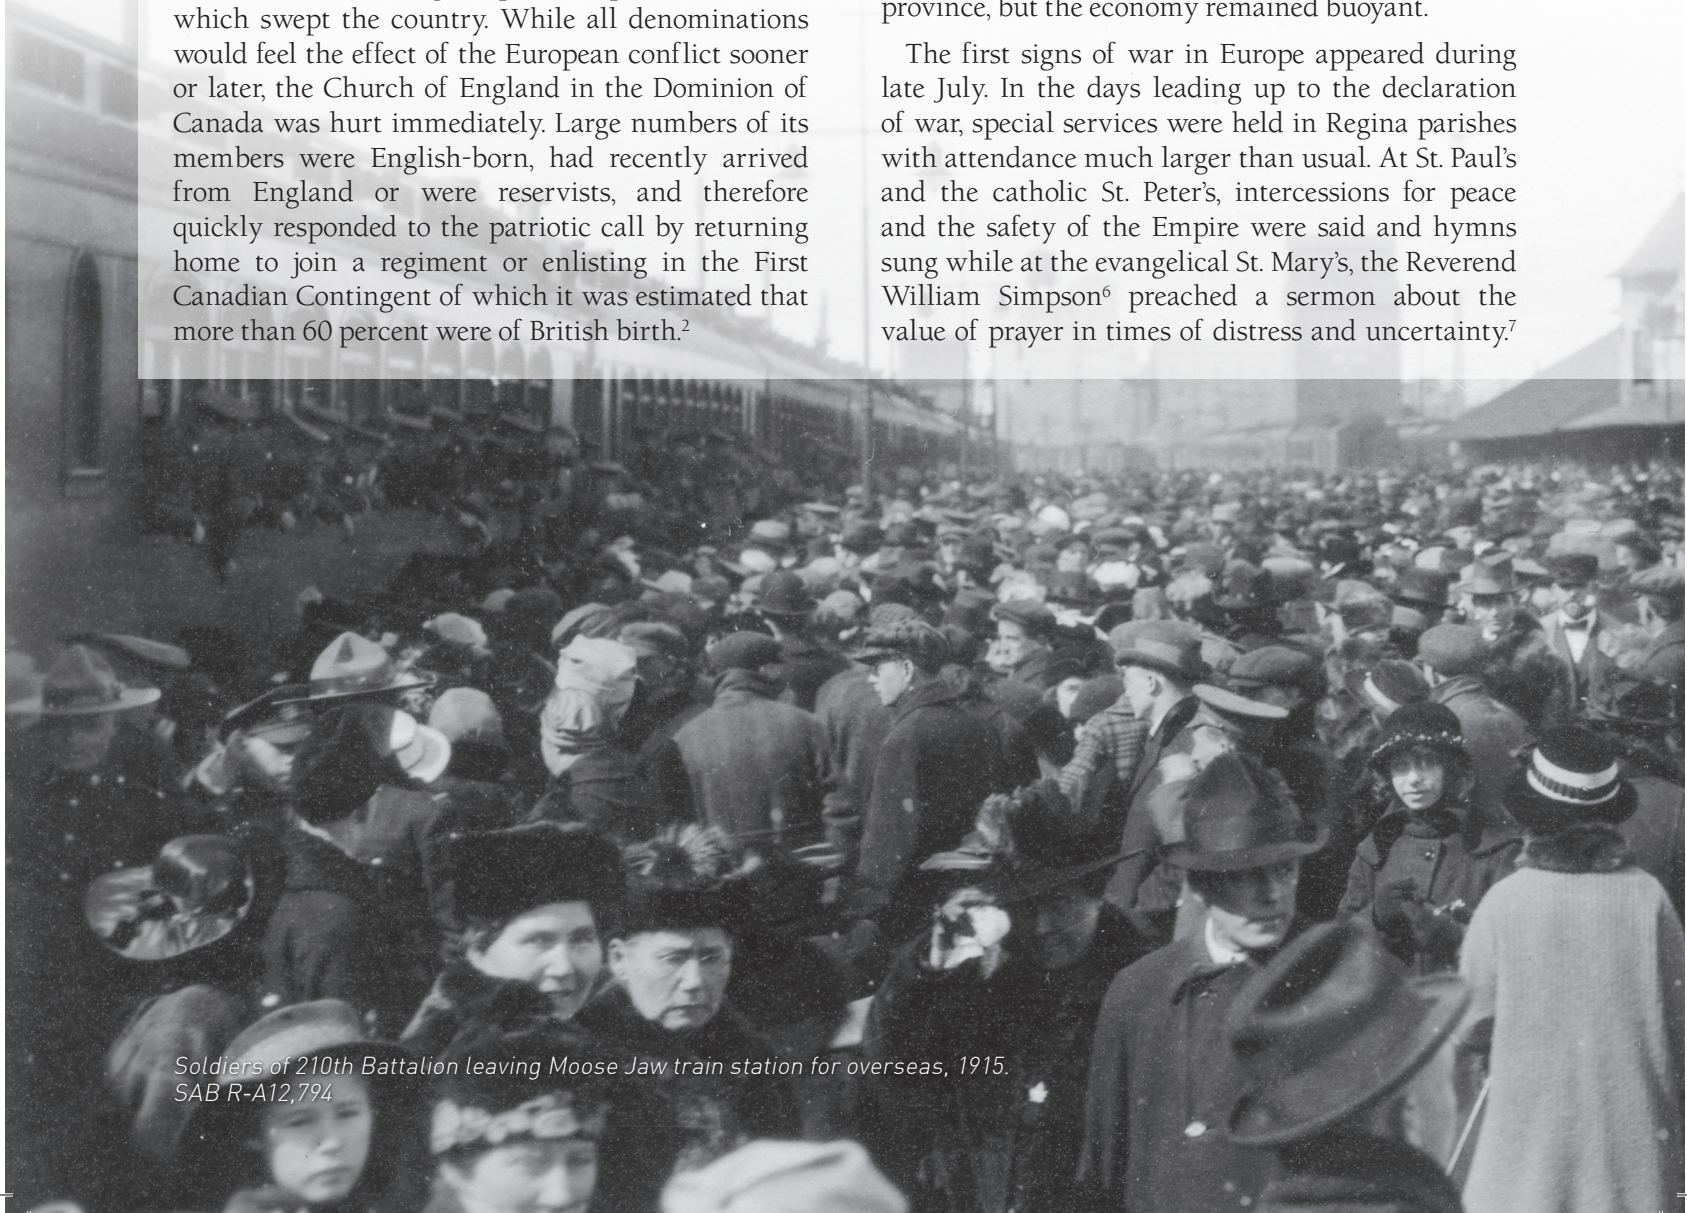 which swept the country. While all denominations
would feel the effect of the European conflict sooner
or later, the Church of England in the Dominion of
Canada was hurt immediately. Large numbers of its
members were English-born, had recently arrived
from England or were reservists, and therefore
quickly responded to the patriotic call by returning
home to join a regiment or enlisting in the First
Canadian Contingent of which it was estimated that
more than 60 percent were of British birth.²
province, but the economy remained buoyant.
The first signs of war in Europe appeared during
late July. In the days leading up to the declaration
of war, special services were held in Regina parishes
with attendance much larger than usual. At St. Paul’s
and the catholic St. Peter’s, intercessions for peace
and the safety of the Empire were said and hymns
sung while at the evangelical St. Mary’s, the Reverend
William Simpson⁶ preached a sermon about the
value of prayer in times of distress and uncertainty.⁷
Soldiers of 210th Battalion leaving Moose Jaw train station for overseas, 1915.
SAB R-A12,794